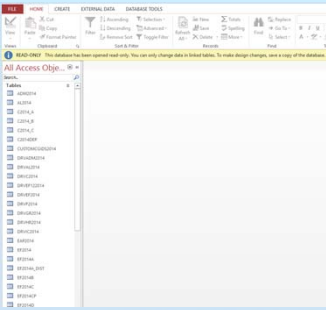 FILE HOME CREATE EXTERNAL DATA DATABASE TOOLS
View Paste Cut Copy Format Painter Filter Ascending Descending Remove Sort Selection Advanced Toggle Filter Refresh All New Save Delete Totals Spelling More Find Replace Go To Select
Views Clipboard Sort & Filter Records Find
READ-ONLY This database has been opened read-only. You can only change data in linked tables. To make design changes, save a copy of the database.
All Access Obje...
Search..
Tables
ADM2014
AL2014
C2014_A
C2014_B
C2014_C
C2014DEP
CUSTOMCGIDS2014
DRVADM2014
DRVAL2014
DRVC2014
DRVEF122014
DRVEF2014
DRVF2014
DRVGR2014
DRVHR2014
DRVIC2014
EAP2014
EF2014
EF2014A
EF2014A_DIST
EF2014B
EF2014C
EF2014CP
EF2014D